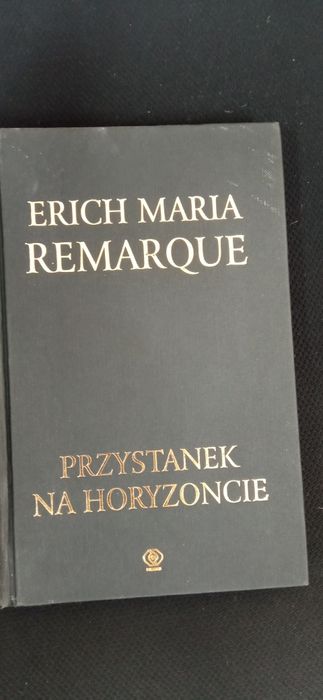 ERICH MARIA
REMARQUE
PRZYSTANEK
NA HORYZONCIE